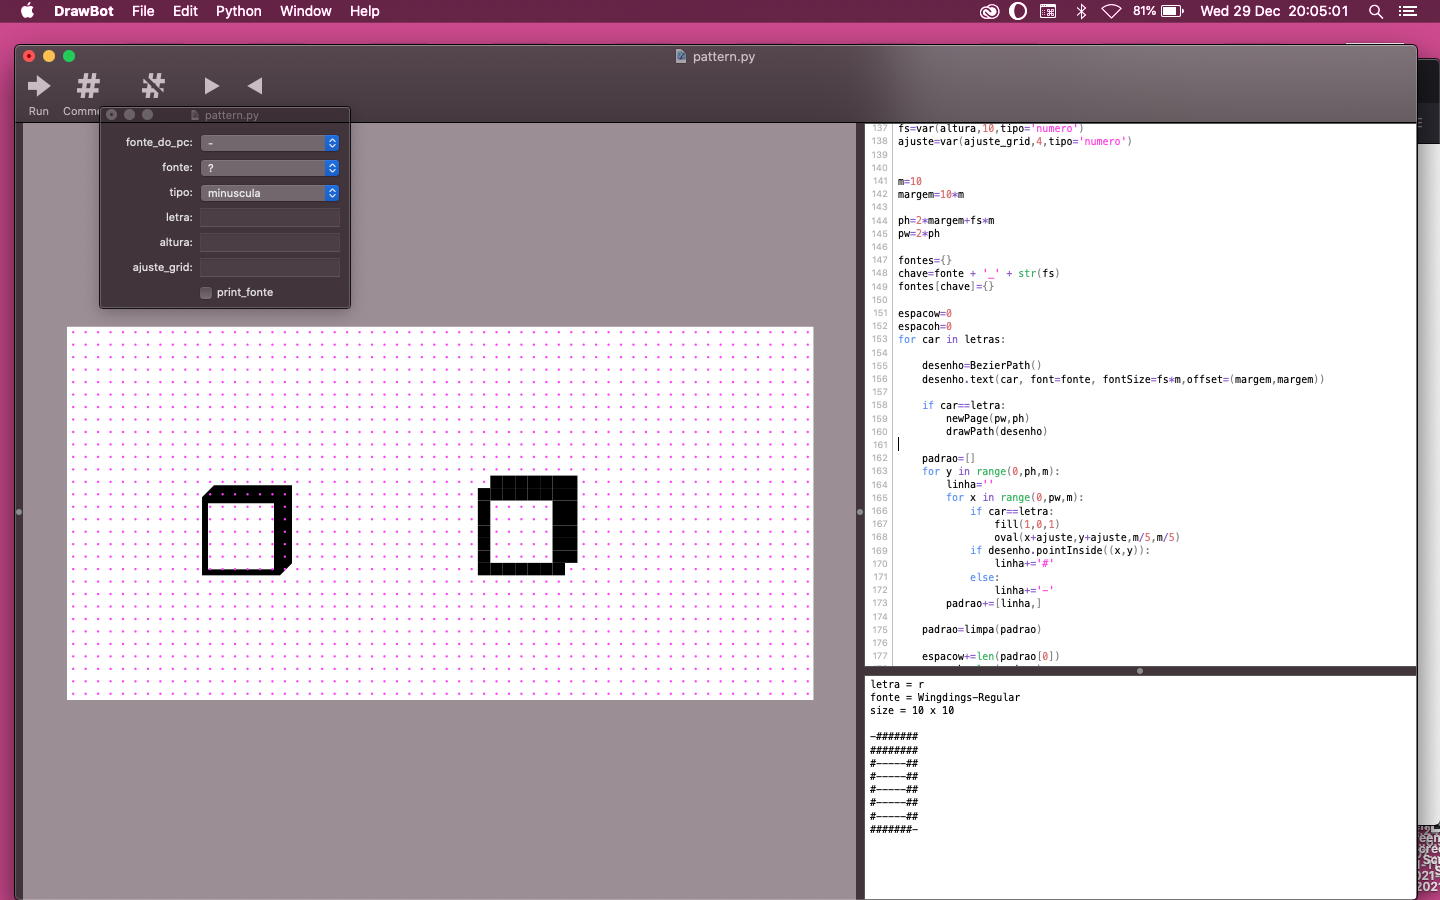 DrawBot File Edit Python Window Help 81% Wed 29 Dec 20:05:01
pattern.py
Run
pattern.py
fonte_do_pc: -
fonte: ?
tipo: minuscula
letra:
altura:
ajuste_grid:
print_fonte
137 fs=var(altura,10,tipo='numero')
138 ajuste=var(ajuste_grid,4,tipo='numero')
139
140
141 m=10
142 margem=10*m
143
144 ph=2*margem+fs*m
145 pw=2*ph
146
147 fontes={}
148 chave=fonte + '_' + str(fs)
149 fontes[chave]={}
150
151 espacow=0
152 espacoh=0
153 for car in letras:
154
155 desenho=BezierPath()
156 desenho.text(car, font=fonte, fontSize=fs*m,offset=(margem,margem))
157
158 if car==letra:
159 newPage(pw,ph)
160 drawPath(desenho)
161
162 padrao=[]
163 for y in range(0,ph,m):
164 linha=''
165 for x in range(0,pw,m):
166 if car==letra:
167 fill(1,0,1)
168 oval(x+ajuste,y+ajuste,m/5,m/5)
169 if desenho.pointInside((x,y)):
170 linha+='#'
171 else:
172 linha+='-'
173 padrao+=[linha,]
174
175 padrao=limpa(padrao)
176
177 espacow+=len(padrao[0])
letra = r
fonte = Wingdings-Regular
size = 10 x 10
-#######
########
#-----##
#-----##
#-----##
#-----##
#-----##
#######-